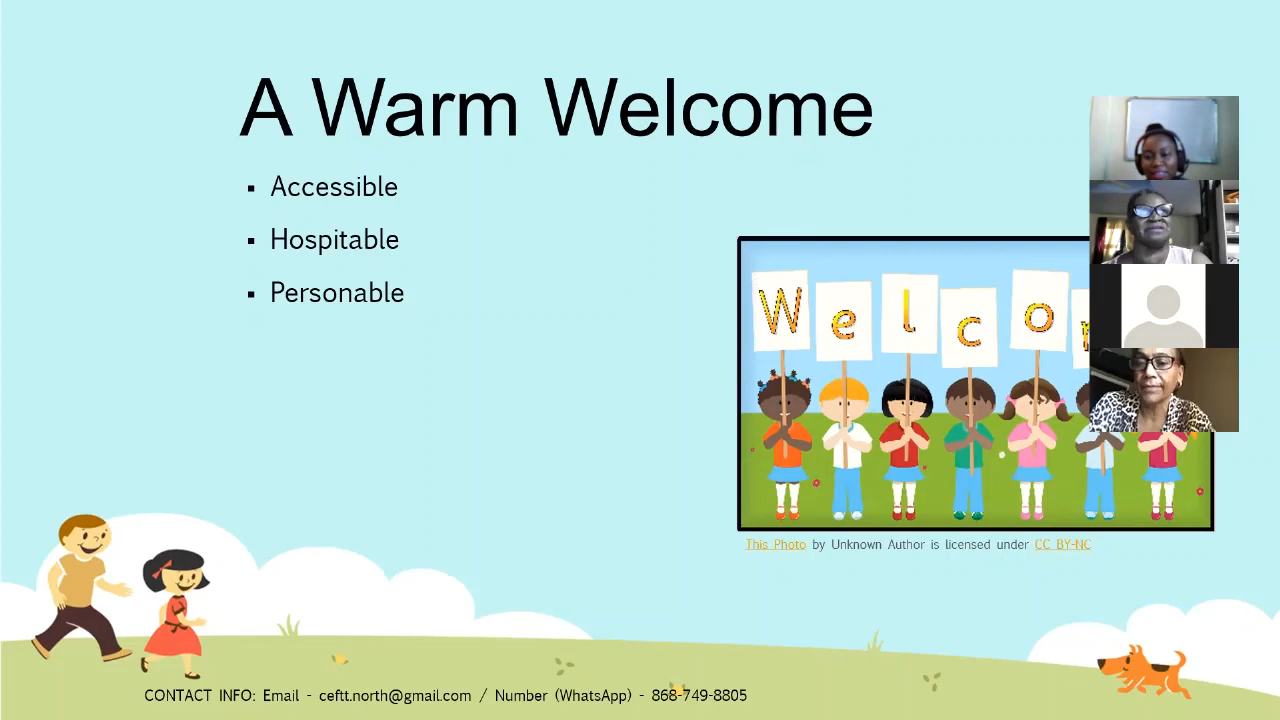 A Warm Welcome
▪ Accessible
▪ Hospitable
▪ Personable
W e l c o
This Photo by Unknown Author is licensed under CC BY-NC
CONTACT INFO: Email - ceftt.north@gmail.com / Number (WhatsApp) - 868-749-8805